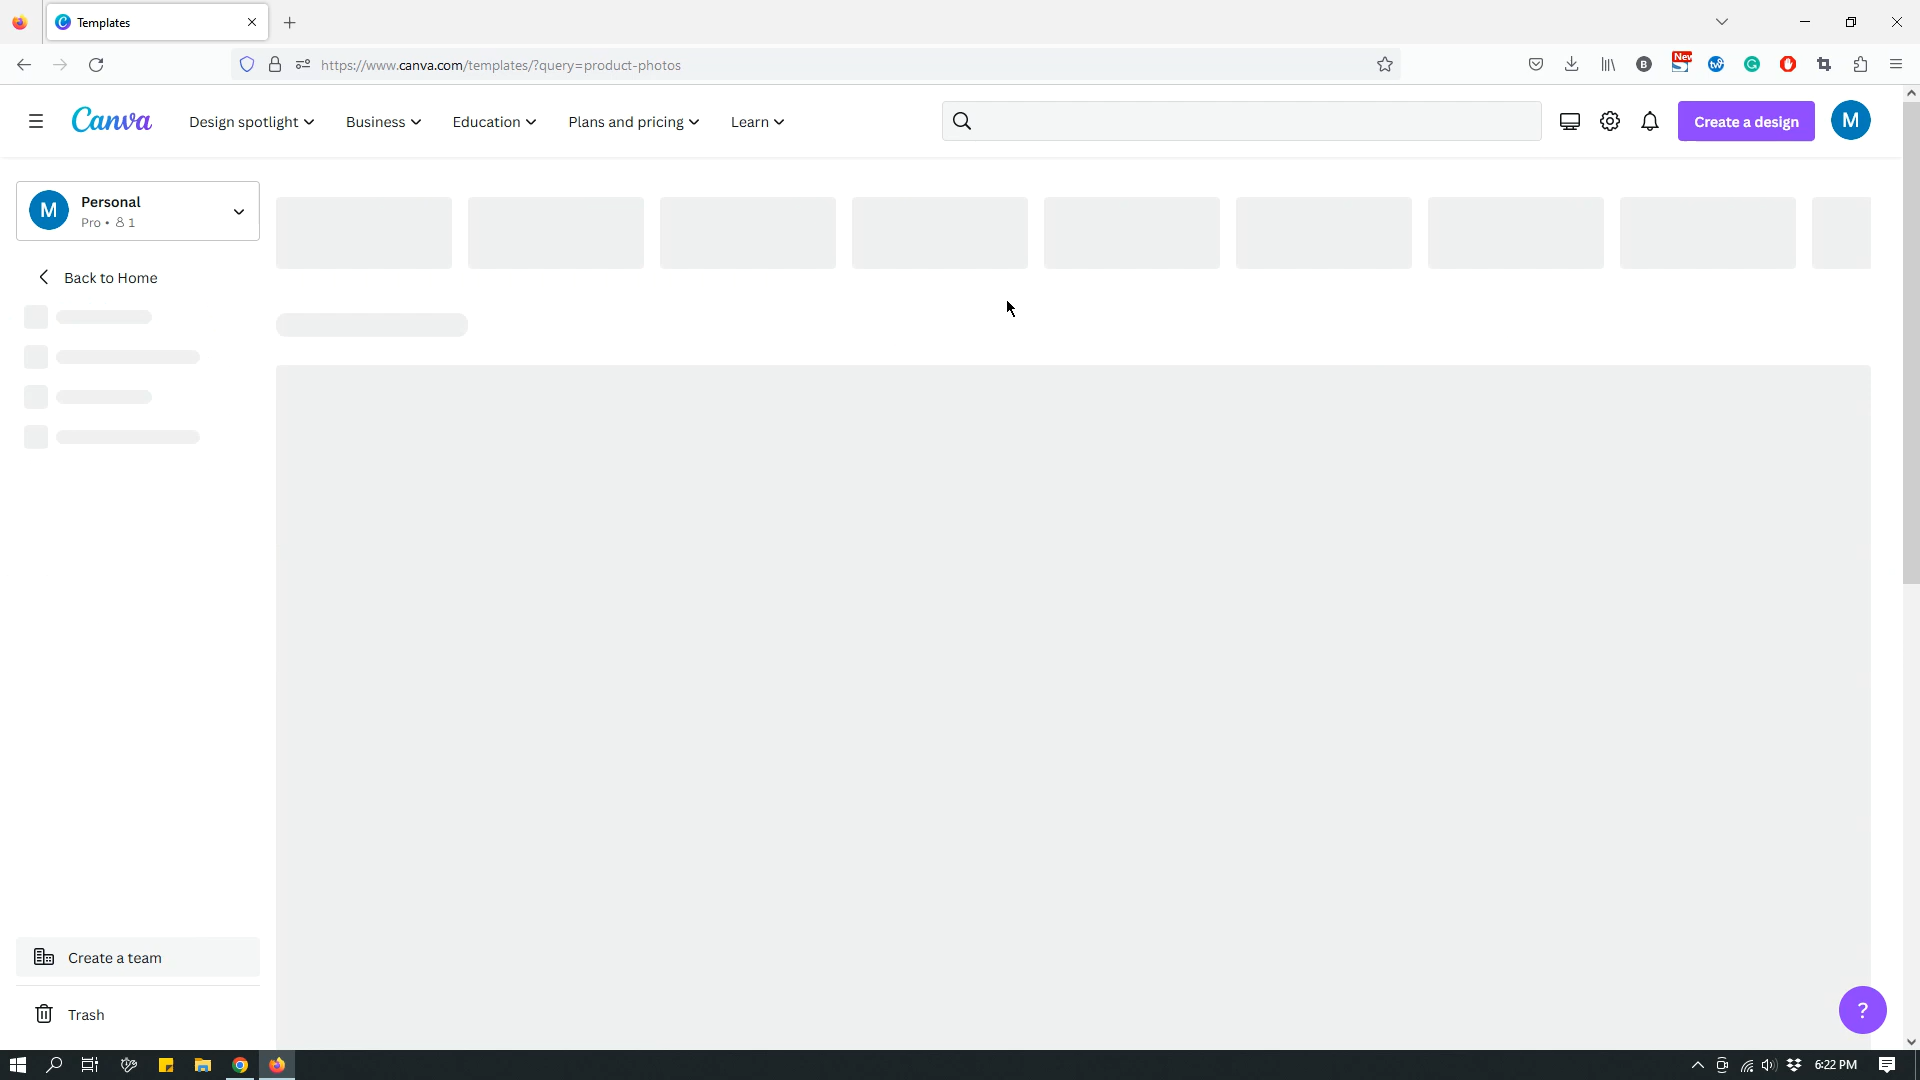 Templates
https://www.canva.com/templates/?query=product-photos
B
New
tw
G
Canva
Design spotlight
Business
Education
Plans and pricing
Learn
Create a design
M
M
Personal
Pro • 1
Back to Home
Create a team
Trash
?
6:22 PM